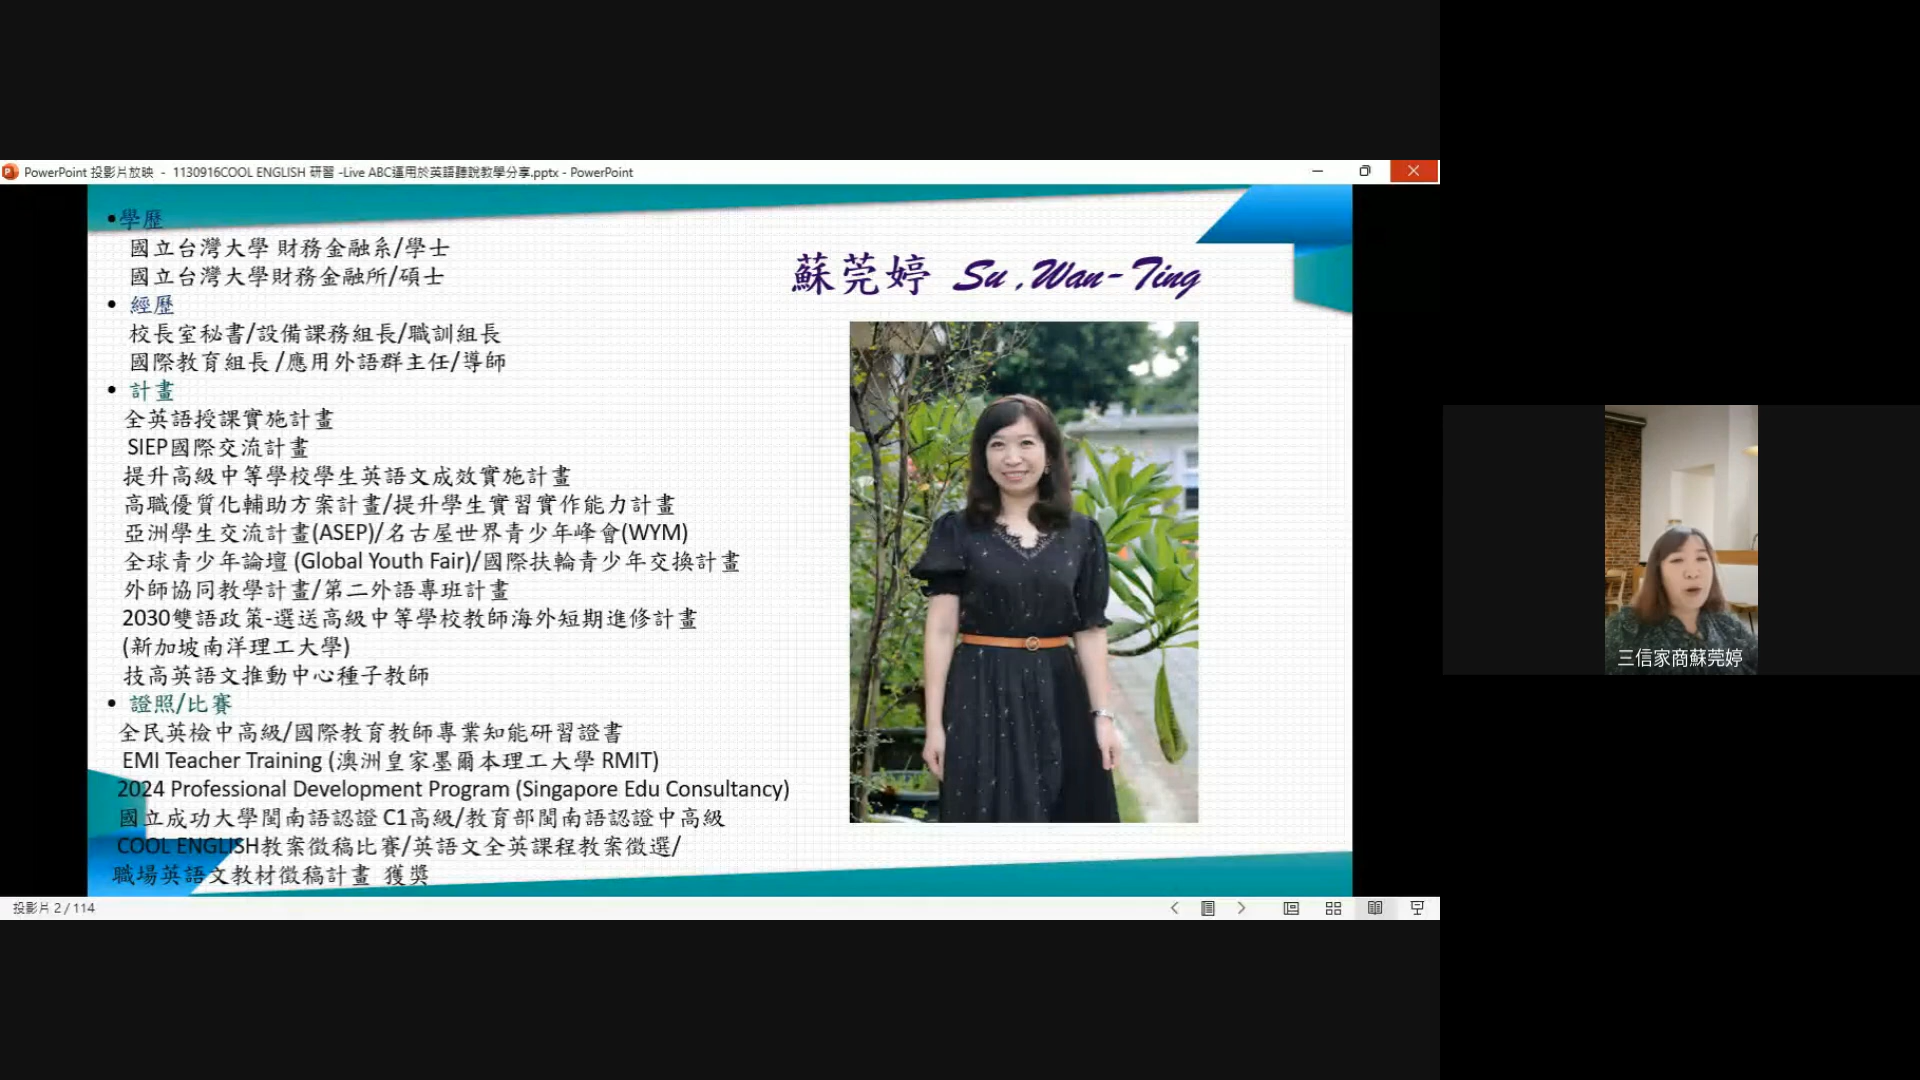 PowerPoint 投影片放映 - 1130916COOL ENGLISH 研習 -Live ABC運用於英語聽說教學分享.pptx - PowerPoint
•學歷
國立台灣大學 財務金融系/學士
國立台灣大學財務金融所/碩士
• 經歷
校長室秘書/設備課務組長/職訓組長
國際教育組長 /應用外語群主任/導師
• 計畫
全英語授課實施計畫
SIEP國際交流計畫
提升高級中等學校學生英語文成效實施計畫
高職優質化輔助方案計畫/提升學生實習實作能力計畫
亞洲學生交流計畫(ASEP)/名古屋世界青少年峰會(WYM)
全球青少年論壇 (Global Youth Fair)/國際扶輪青少年交換計畫
外師協同教學計畫/第二外語專班計畫
2030雙語政策-選送高級中等學校教師海外短期進修計畫
(新加坡南洋理工大學)
技高英語文推動中心種子教師
• 證照/比賽
全民英檢中高級/國際教育教師專業知能研習證書
EMI Teacher Training (澳洲皇家墨爾本理工大學 RMIT)
2024 Professional Development Program (Singapore Edu Consultancy)
國立成功大學閩南語認證 C1高級/教育部閩南語認證中高級
COOL ENGLISH教案徵稿比賽/英語文全英課程教案徵選/
職場英語文教材徵稿計畫 獲獎
蘇莞婷 Su ,Wan-Ting
三信家商蘇莞婷
投影片 2 / 114